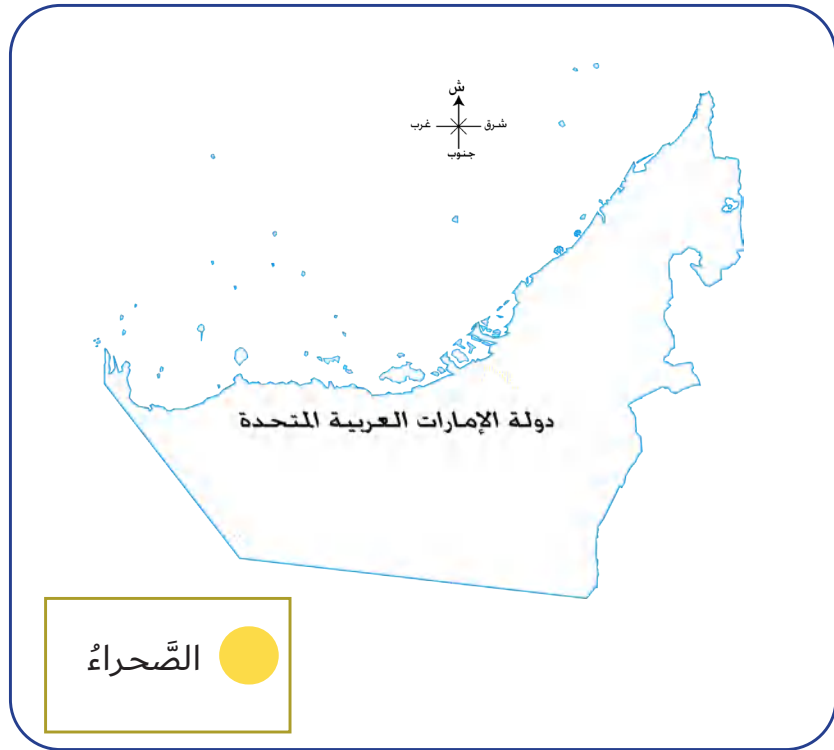 ش
غرب
شرق
جنوب
دولة الإمارات العربية المتحدة
الصَّحراءُ